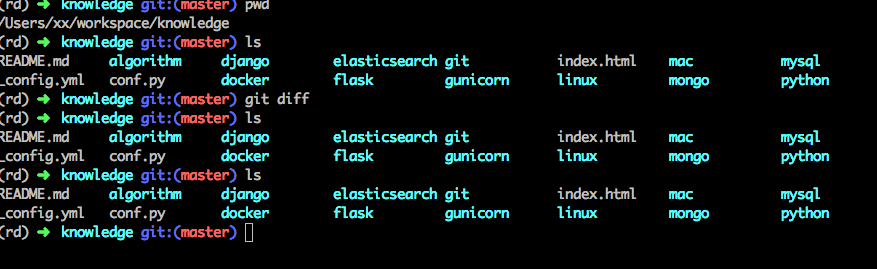 (rd) ➜ knowledge git:(master) pwd
/Users/xx/workspace/knowledge
(rd) ➜ knowledge git:(master) ls
README.md algorithm django elasticsearch git index.html mac mysql
_config.yml conf.py docker flask gunicorn linux mongo python
(rd) ➜ knowledge git:(master) git diff
(rd) ➜ knowledge git:(master) ls
README.md algorithm django elasticsearch git index.html mac mysql
_config.yml conf.py docker flask gunicorn linux mongo python
(rd) ➜ knowledge git:(master) ls
README.md algorithm django elasticsearch git index.html mac mysql
_config.yml conf.py docker flask gunicorn linux mongo python
(rd) ➜ knowledge git:(master)